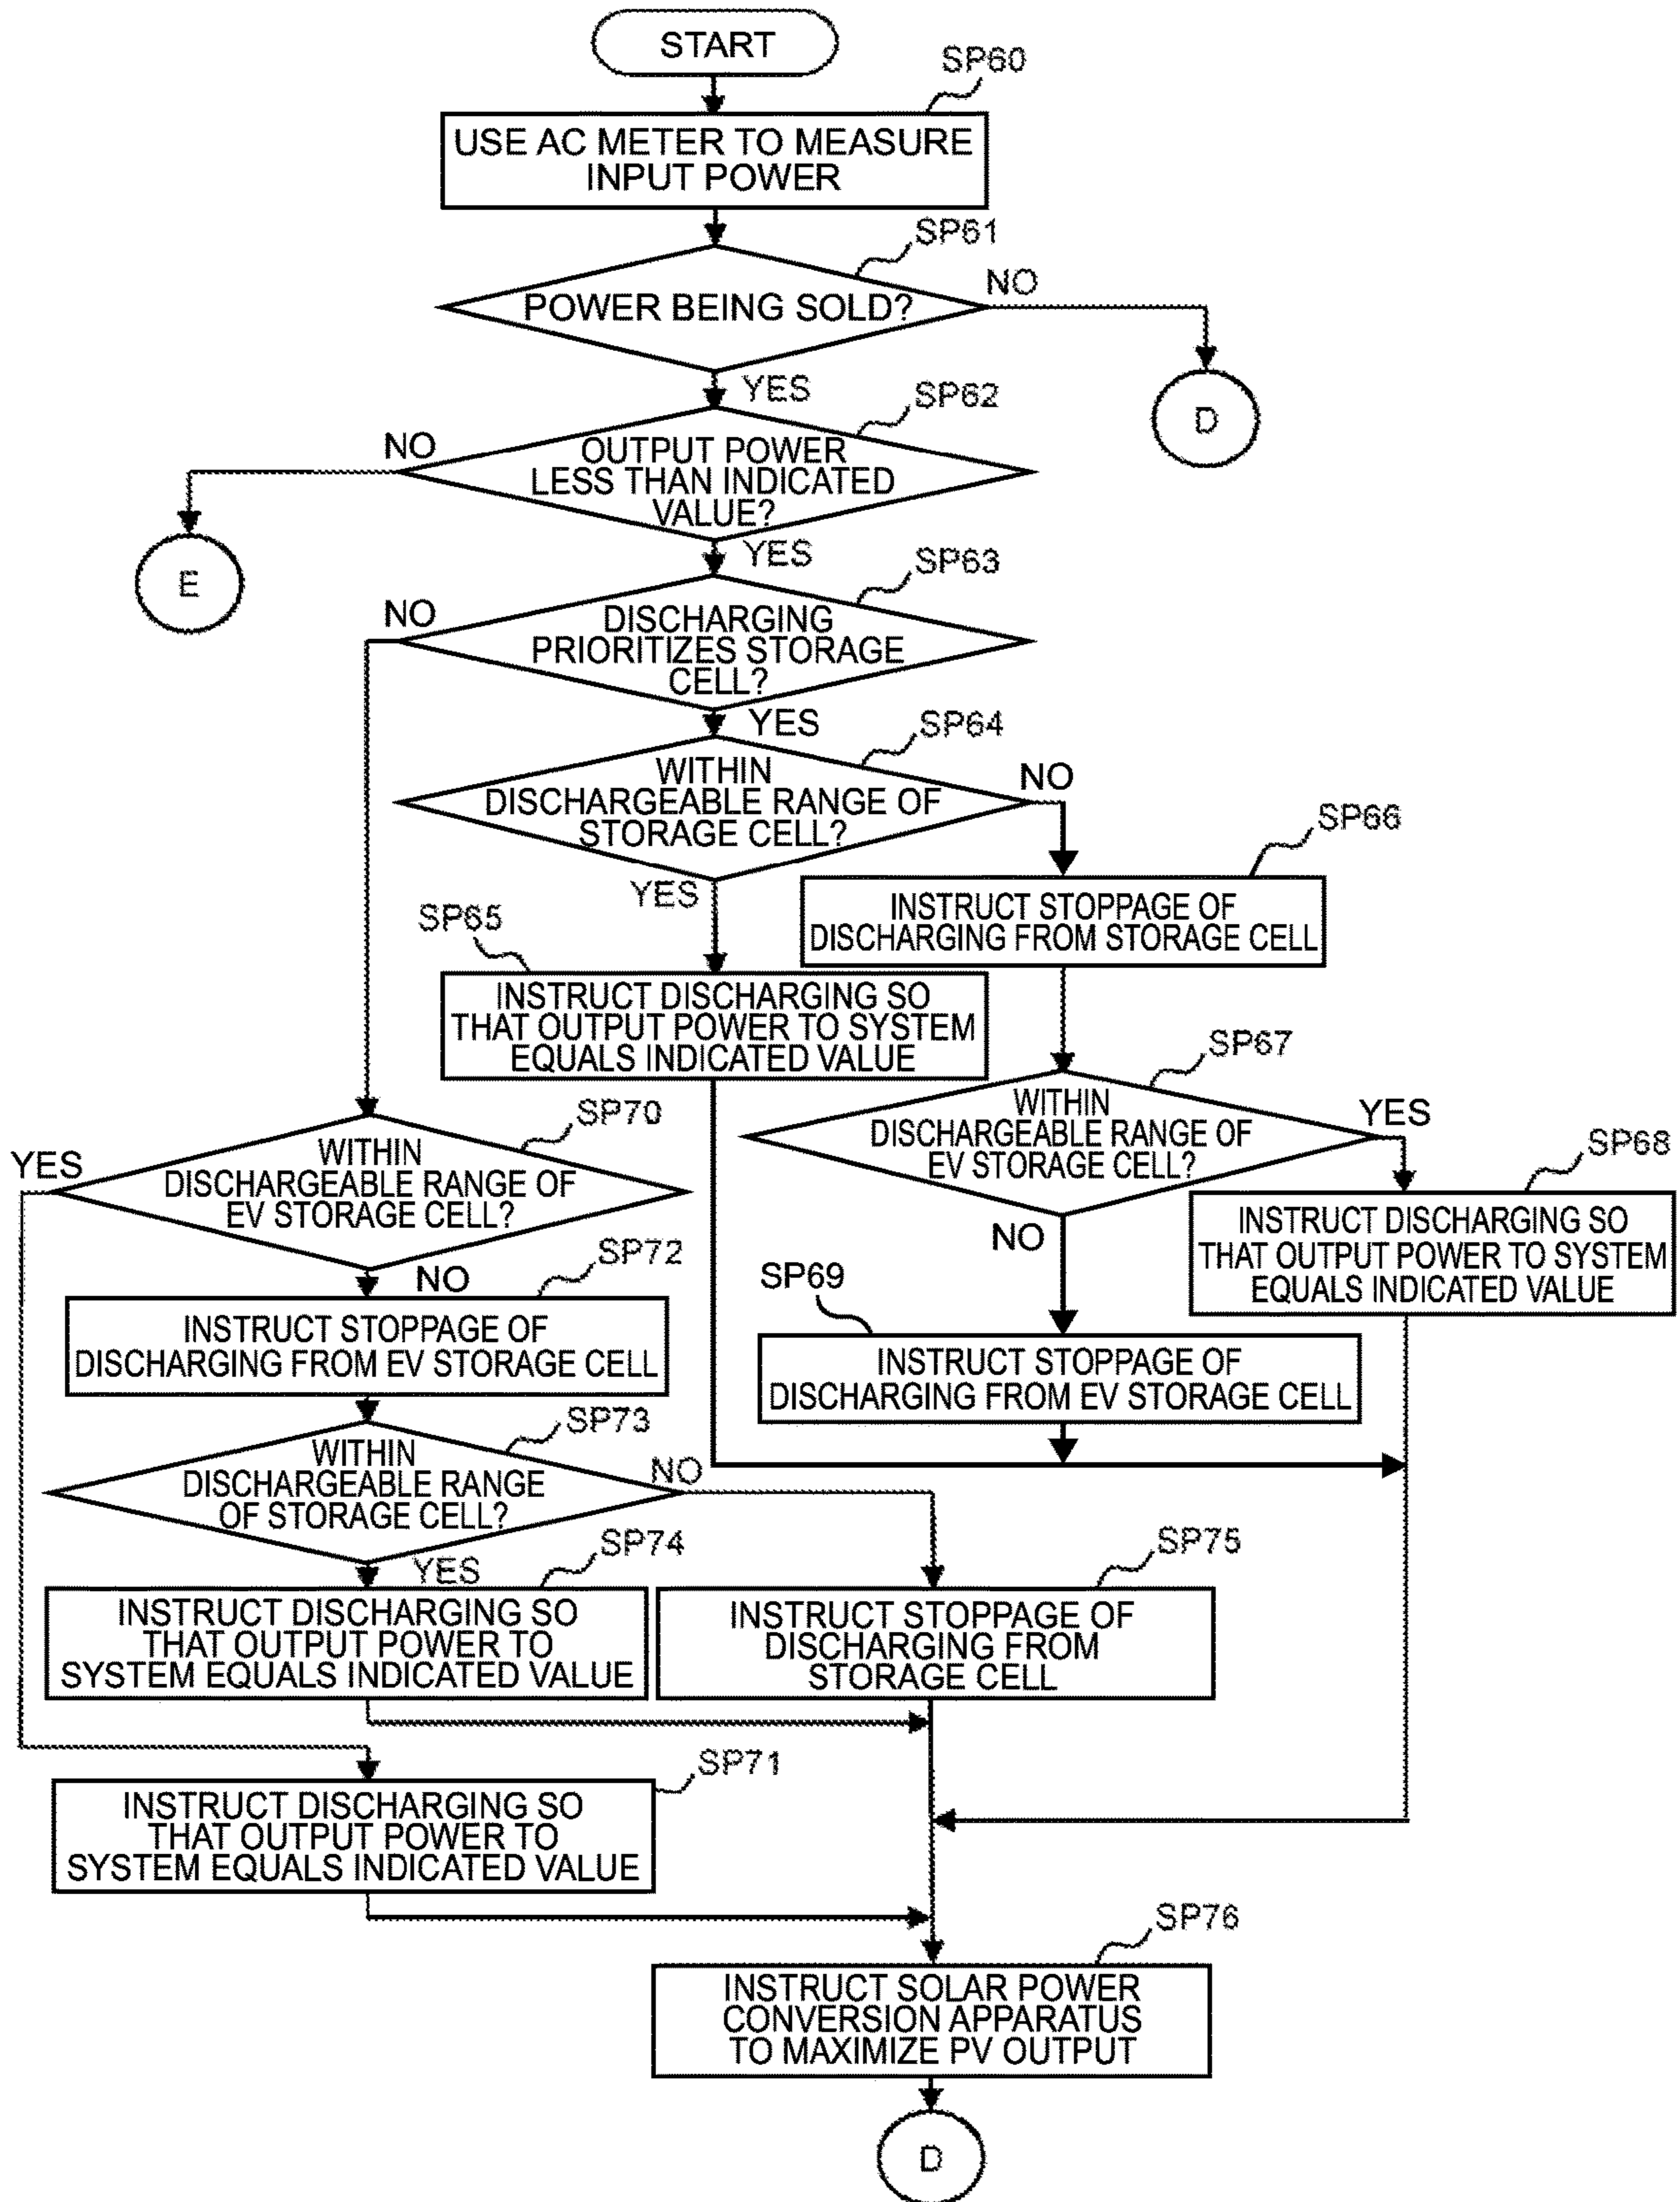 START
SP60
USE AC METER TO MEASURE
INPUT POWER
SP61
POWER BEING SOLD?
NO
D
YES
SP62
NO
OUTPUT POWER
LESS THAN INDICATED
VALUE?
E
YES
SP63
NO
DISCHARGING
PRIORITIZES STORAGE
CELL?
YES
SP64
WITHIN
DISCHARGEABLE RANGE OF
STORAGE CELL?
NO
SP66
YES
INSTRUCT STOPPAGE OF
DISCHARGING FROM STORAGE CELL
SP65
INSTRUCT DISCHARGING SO
THAT OUTPUT POWER TO SYSTEM
EQUALS INDICATED VALUE
SP67
WITHIN
DISCHARGEABLE RANGE OF
EV STORAGE CELL?
YES
SP68
INSTRUCT DISCHARGING SO
THAT OUTPUT POWER TO SYSTEM
EQUALS INDICATED VALUE
NO
SP69
INSTRUCT STOPPAGE OF
DISCHARGING FROM EV STORAGE CELL
SP70
YES
WITHIN
DISCHARGEABLE RANGE OF
EV STORAGE CELL?
SP72
NO
INSTRUCT STOPPAGE OF
DISCHARGING FROM EV STORAGE CELL
SP73
WITHIN
DISCHARGEABLE RANGE
OF STORAGE CELL?
NO
SP74
YES
INSTRUCT DISCHARGING SO
THAT OUTPUT POWER TO
SYSTEM EQUALS INDICATED VALUE
SP75
INSTRUCT STOPPAGE OF
DISCHARGING FROM
STORAGE CELL
SP71
INSTRUCT DISCHARGING SO
THAT OUTPUT POWER TO
SYSTEM EQUALS INDICATED VALUE
SP76
INSTRUCT SOLAR POWER
CONVERSION APPARATUS
TO MAXIMIZE PV OUTPUT
D